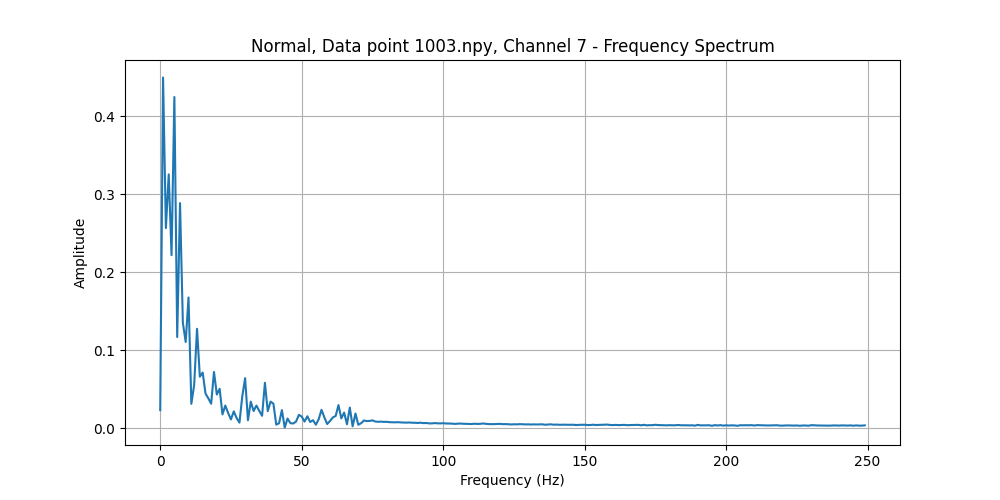 Normal, Data point 1003.npy, Channel 7 - Frequency Spectrum
Amplitude
0.4
0.3
0.2
0.1
0.0
0 50 100 150 200 250
Frequency (Hz)